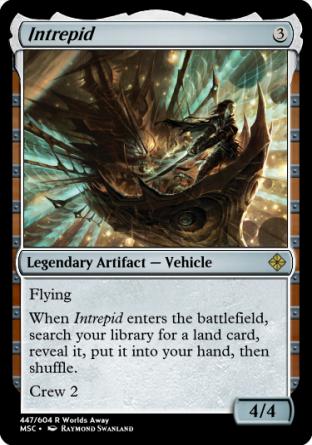 Intrepid 3
Legendary Artifact — Vehicle
Flying
When Intrepid enters the battlefield,
search your library for a land card,
reveal it, put it into your hand, then
shuffle.
Crew 2
4/4
447/604 R Worlds Away
MSC • Raymond Swanland